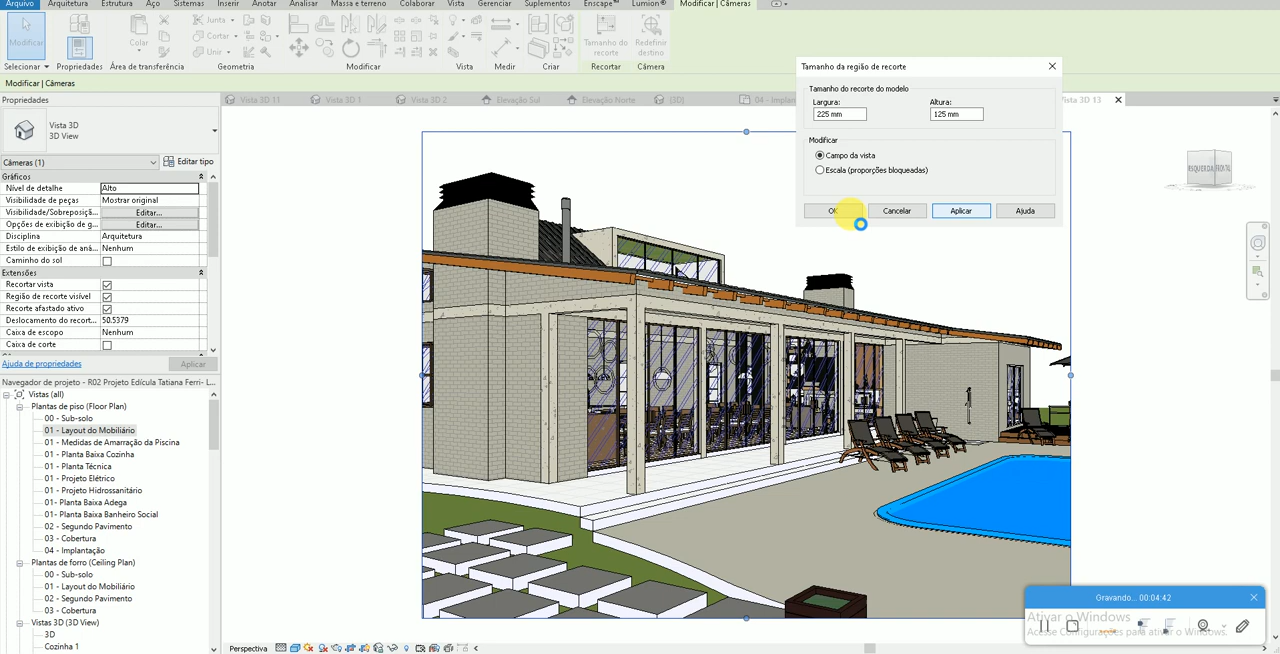 Arquivo Arquitetura Estrutura Aço Sistemas Inserir Anotar Analisar Massa e terreno Colaborar Vista Gerenciar Suplementos Enscape™ Lumion® Modificar | Câmeras
Modificar
Colar
Junta
Cortar
Unir
Tamanho do recorte
Redefinir destino
Selecionar Propriedades Área de transferência Geometria Modificar Vista Medir Criar Recortar Câmera
Modificar | Câmeras
Propriedades
Vista 3D 11 Vista 3D 1 Vista 3D 2 Elevação Sul Elevação Norte {3D} 04 - Implan Vista 3D 13
Vista 3D
3D View
Câmeras (1) Editar tipo
Gráficos
Nível de detalhe Alto
Visibilidade de peças Mostrar original
Visibilidade/Sobreposiçã... Editar...
Opções de exibição de g... Editar...
Disciplina Arquitetura
Estilo de exibição de aná... Nenhum
Caminho do sol
Extensões
Recortar vista
Região de recorte visível
Recorte afastado ativo
Deslocamento do recort... 50.5379
Caixa de escopo Nenhum
Caixa de corte
Ajuda de propriedades Aplicar
Navegador de projeto - R02 Projeto Edícula Tatiana Ferri- L...
Vistas (all)
Plantas de piso (Floor Plan)
00 - Sub-solo
01 - Layout do Mobiliário
01 - Medidas de Amarração da Piscina
01 - Planta Baixa Cozinha
01 - Planta Técnica
01 - Projeto Elétrico
01 - Projeto Hidrossanitário
01- Planta Baixa Adega
01- Planta Baixa Banheiro Social
02 - Segundo Pavimento
03 - Cobertura
04 - Implantação
Plantas de forro (Ceiling Plan)
00 - Sub-solo
01 - Layout do Mobiliário
02 - Segundo Pavimento
03 - Cobertura
Vistas 3D (3D View)
3D
Cozinha 1
Tamanho da região de recorte
Tamanho do recorte do modelo
Largura: Altura:
225 mm 125 mm
Modificar
Campo da vista
Escala (proporções bloqueadas)
OK Cancelar Aplicar Ajuda
ESQUERDA
Perspectiva
Gravando... 00:04:42
Ativar o Windows
Acesse Configurações para ativar o Windows.